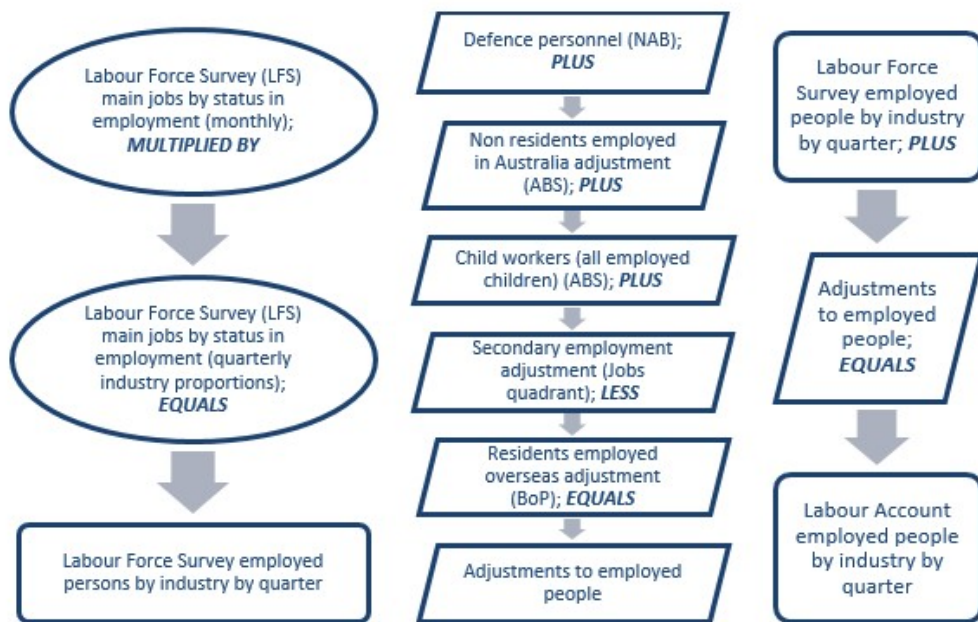 Labour Force Survey (LFS)
main jobs by status in
employment (monthly);
MULTIPLIED BY
Labour Force Survey (LFS)
main jobs by status in
employment (quarterly
industry proportions);
EQUALS
Labour Force Survey employed
persons by industry by quarter
Defence personnel (NAB);
PLUS
Non residents employed
in Australia adjustment
(ABS); PLUS
Child workers (all employed
children) (ABS); PLUS
Secondary employment
adjustment (Jobs
quadrant); LESS
Residents employed
overseas adjustment
(BoP); EQUALS
Adjustments to employed
people
Labour Force
Survey employed
people by industry
by quarter; PLUS
Adjustments
to employed
people;
EQUALS
Labour Account
employed people
by industry by
quarter